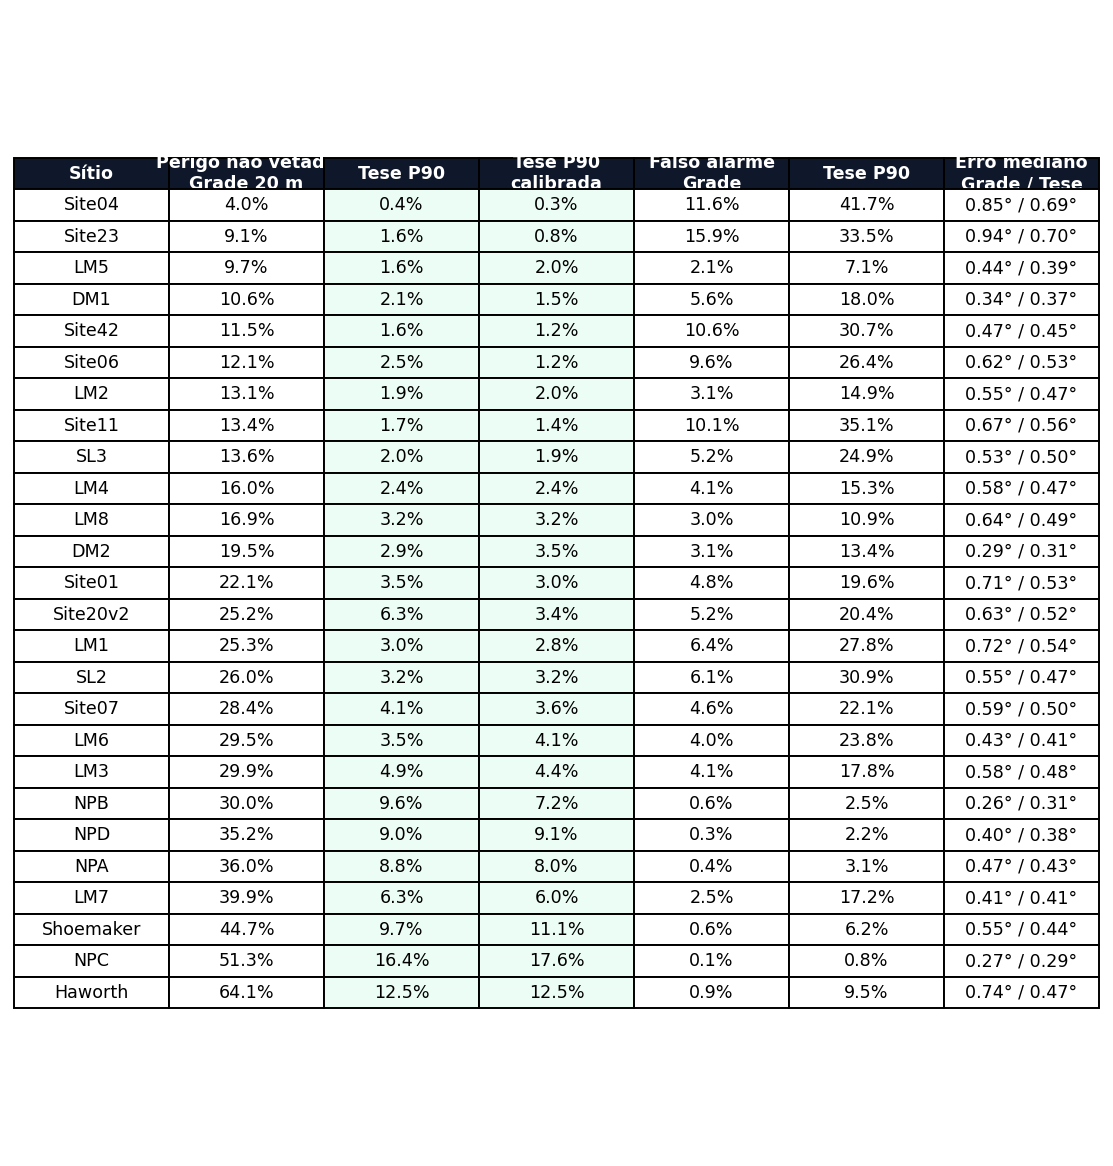 Sítio | Perigo não vetad Grade 20 m | Tese P90 | Tese P90 calibrada | Falso alarme Grade | Tese P90 | Erro mediano Grade / Tese
Site04 | 4.0% | 0.4% | 0.3% | 11.6% | 41.7% | 0.85° / 0.69°
Site23 | 9.1% | 1.6% | 0.8% | 15.9% | 33.5% | 0.94° / 0.70°
LM5 | 9.7% | 1.6% | 2.0% | 2.1% | 7.1% | 0.44° / 0.39°
DM1 | 10.6% | 2.1% | 1.5% | 5.6% | 18.0% | 0.34° / 0.37°
Site42 | 11.5% | 1.6% | 1.2% | 10.6% | 30.7% | 0.47° / 0.45°
Site06 | 12.1% | 2.5% | 1.2% | 9.6% | 26.4% | 0.62° / 0.53°
LM2 | 13.1% | 1.9% | 2.0% | 3.1% | 14.9% | 0.55° / 0.47°
Site11 | 13.4% | 1.7% | 1.4% | 10.1% | 35.1% | 0.67° / 0.56°
SL3 | 13.6% | 2.0% | 1.9% | 5.2% | 24.9% | 0.53° / 0.50°
LM4 | 16.0% | 2.4% | 2.4% | 4.1% | 15.3% | 0.58° / 0.47°
LM8 | 16.9% | 3.2% | 3.2% | 3.0% | 10.9% | 0.64° / 0.49°
DM2 | 19.5% | 2.9% | 3.5% | 3.1% | 13.4% | 0.29° / 0.31°
Site01 | 22.1% | 3.5% | 3.0% | 4.8% | 19.6% | 0.71° / 0.53°
Site20v2 | 25.2% | 6.3% | 3.4% | 5.2% | 20.4% | 0.63° / 0.52°
LM1 | 25.3% | 3.0% | 2.8% | 6.4% | 27.8% | 0.72° / 0.54°
SL2 | 26.0% | 3.2% | 3.2% | 6.1% | 30.9% | 0.55° / 0.47°
Site07 | 28.4% | 4.1% | 3.6% | 4.6% | 22.1% | 0.59° / 0.50°
LM6 | 29.5% | 3.5% | 4.1% | 4.0% | 23.8% | 0.43° / 0.41°
LM3 | 29.9% | 4.9% | 4.4% | 4.1% | 17.8% | 0.58° / 0.48°
NPB | 30.0% | 9.6% | 7.2% | 0.6% | 2.5% | 0.26° / 0.31°
NPD | 35.2% | 9.0% | 9.1% | 0.3% | 2.2% | 0.40° / 0.38°
NPA | 36.0% | 8.8% | 8.0% | 0.4% | 3.1% | 0.47° / 0.43°
LM7 | 39.9% | 6.3% | 6.0% | 2.5% | 17.2% | 0.41° / 0.41°
Shoemaker | 44.7% | 9.7% | 11.1% | 0.6% | 6.2% | 0.55° / 0.44°
NPC | 51.3% | 16.4% | 17.6% | 0.1% | 0.8% | 0.27° / 0.29°
Haworth | 64.1% | 12.5% | 12.5% | 0.9% | 9.5% | 0.74° / 0.47°